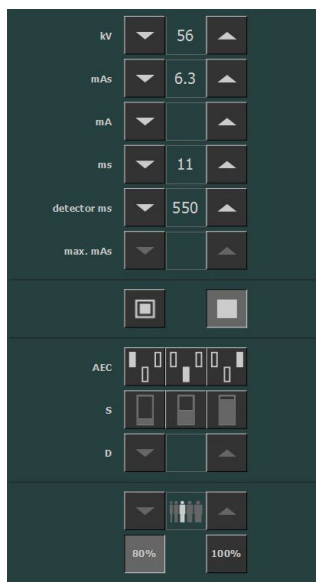 kV 56
mAs 6.3
mA
ms 11
detector ms 550
max. mAs
AEC
S
D
80% 100%